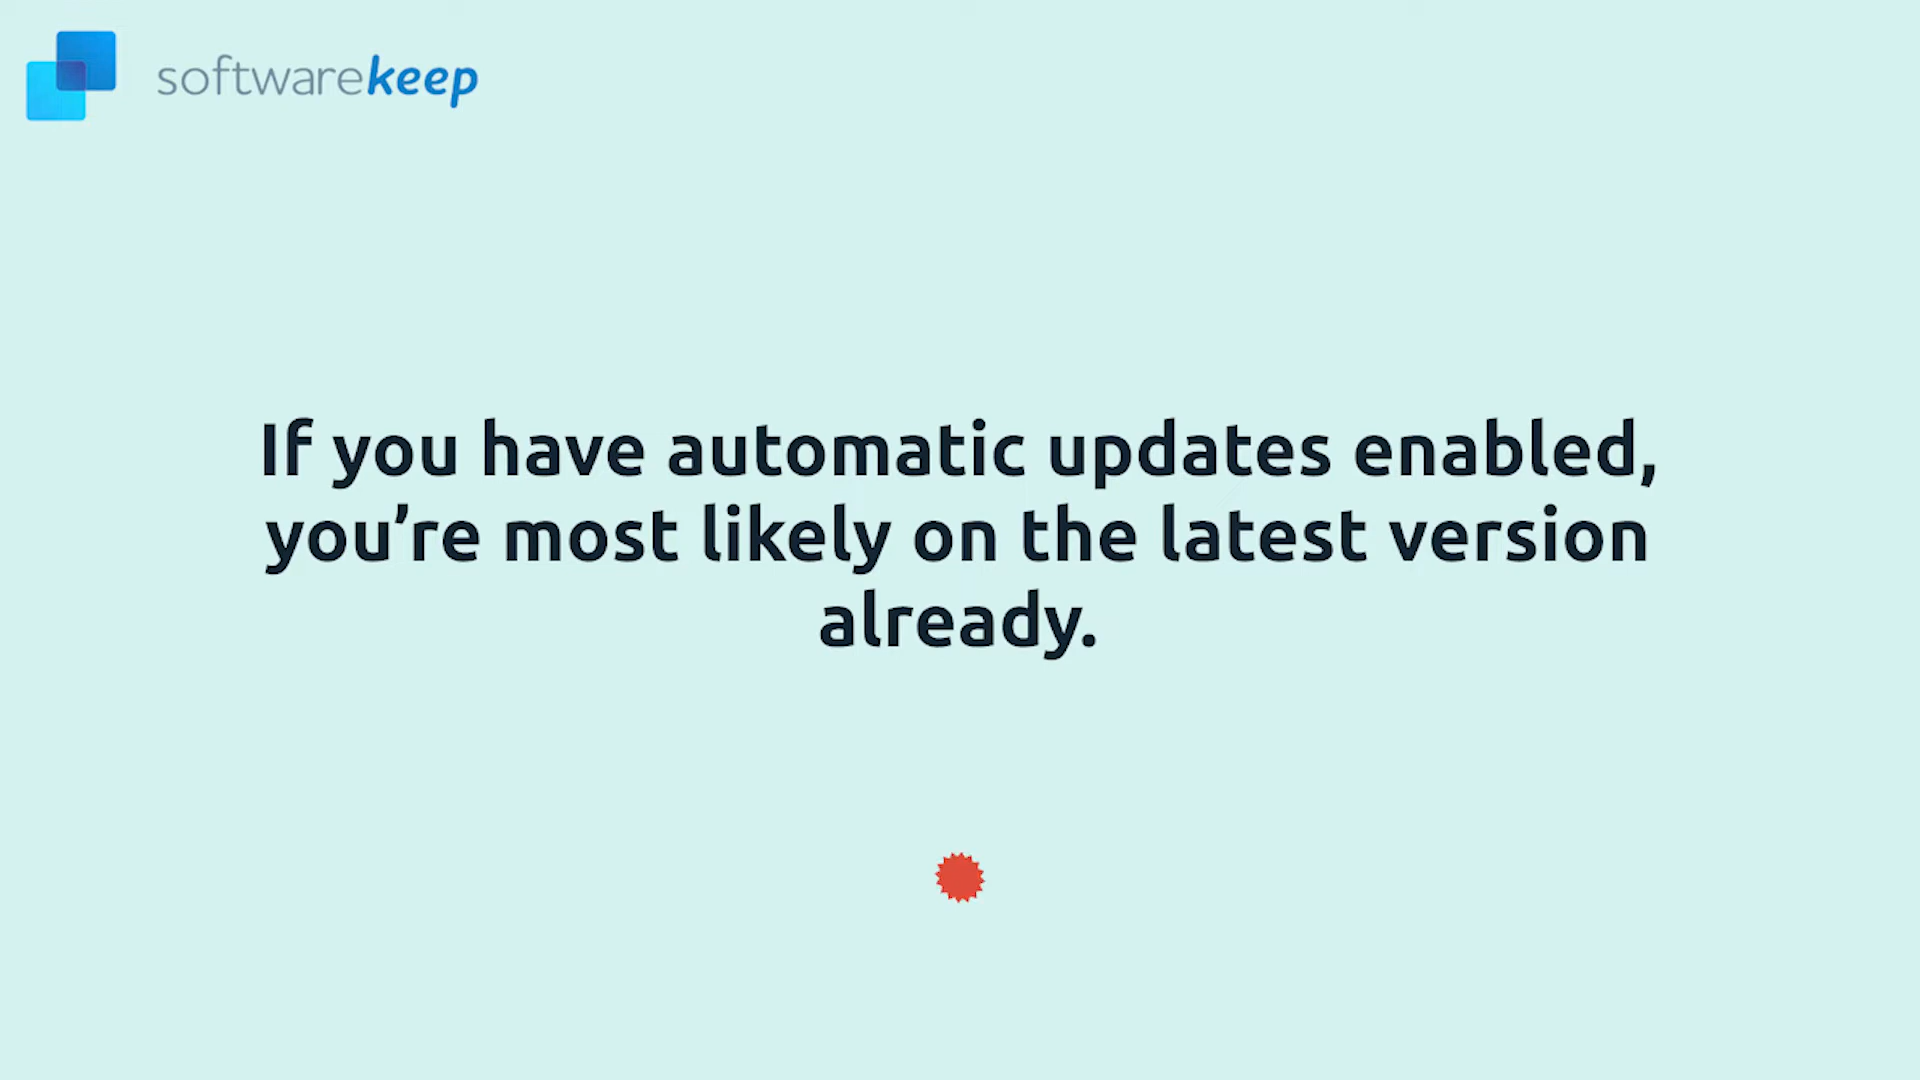 softwarekeep
If you have automatic updates enabled,
you’re most likely on the latest version
already.